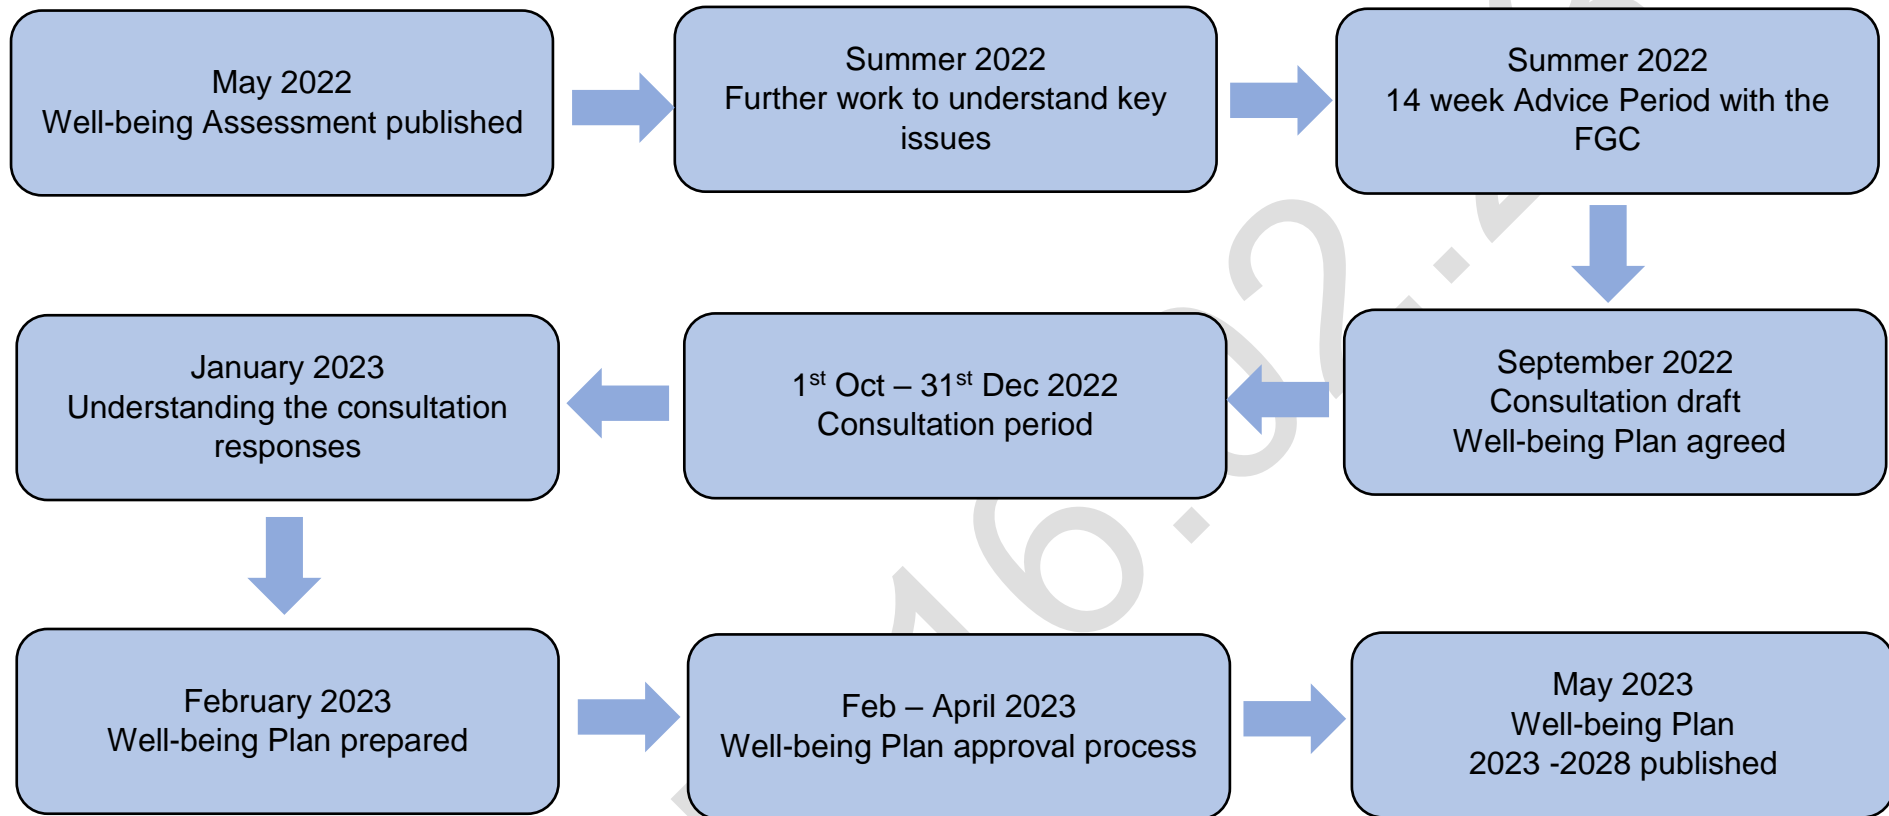 May 2022
Well-being Assessment published
Summer 2022
Further work to understand key
issues
Summer 2022
14 week Advice Period with the
FGC
September 2022
Consultation draft
Well-being Plan agreed
1st Oct – 31st Dec 2022
Consultation period
January 2023
Understanding the consultation
responses
February 2023
Well-being Plan prepared
Feb – April 2023
Well-being Plan approval process
May 2023
Well-being Plan
2023 -2028 published
16.02.